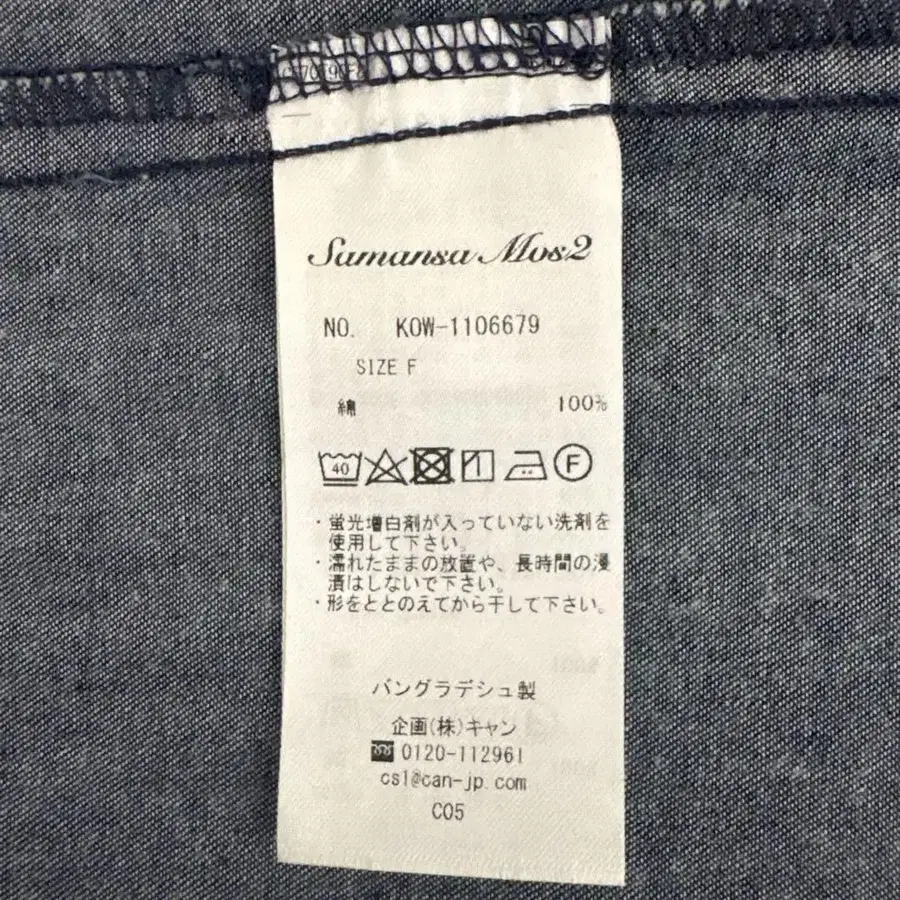 Samansa Mos2
NO. KOW-1106679
SIZE F
綿 100%
40
F
・蛍光増白剤が入っていない洗剤を
使用して下さい。
・濡れたままの放置や、長時間の浸
漬はしないで下さい。
・形をととのえてから干して下さい。
バングラデシュ製
企画(株)キャン
0120-112961
cs1@can-jp.com
C05